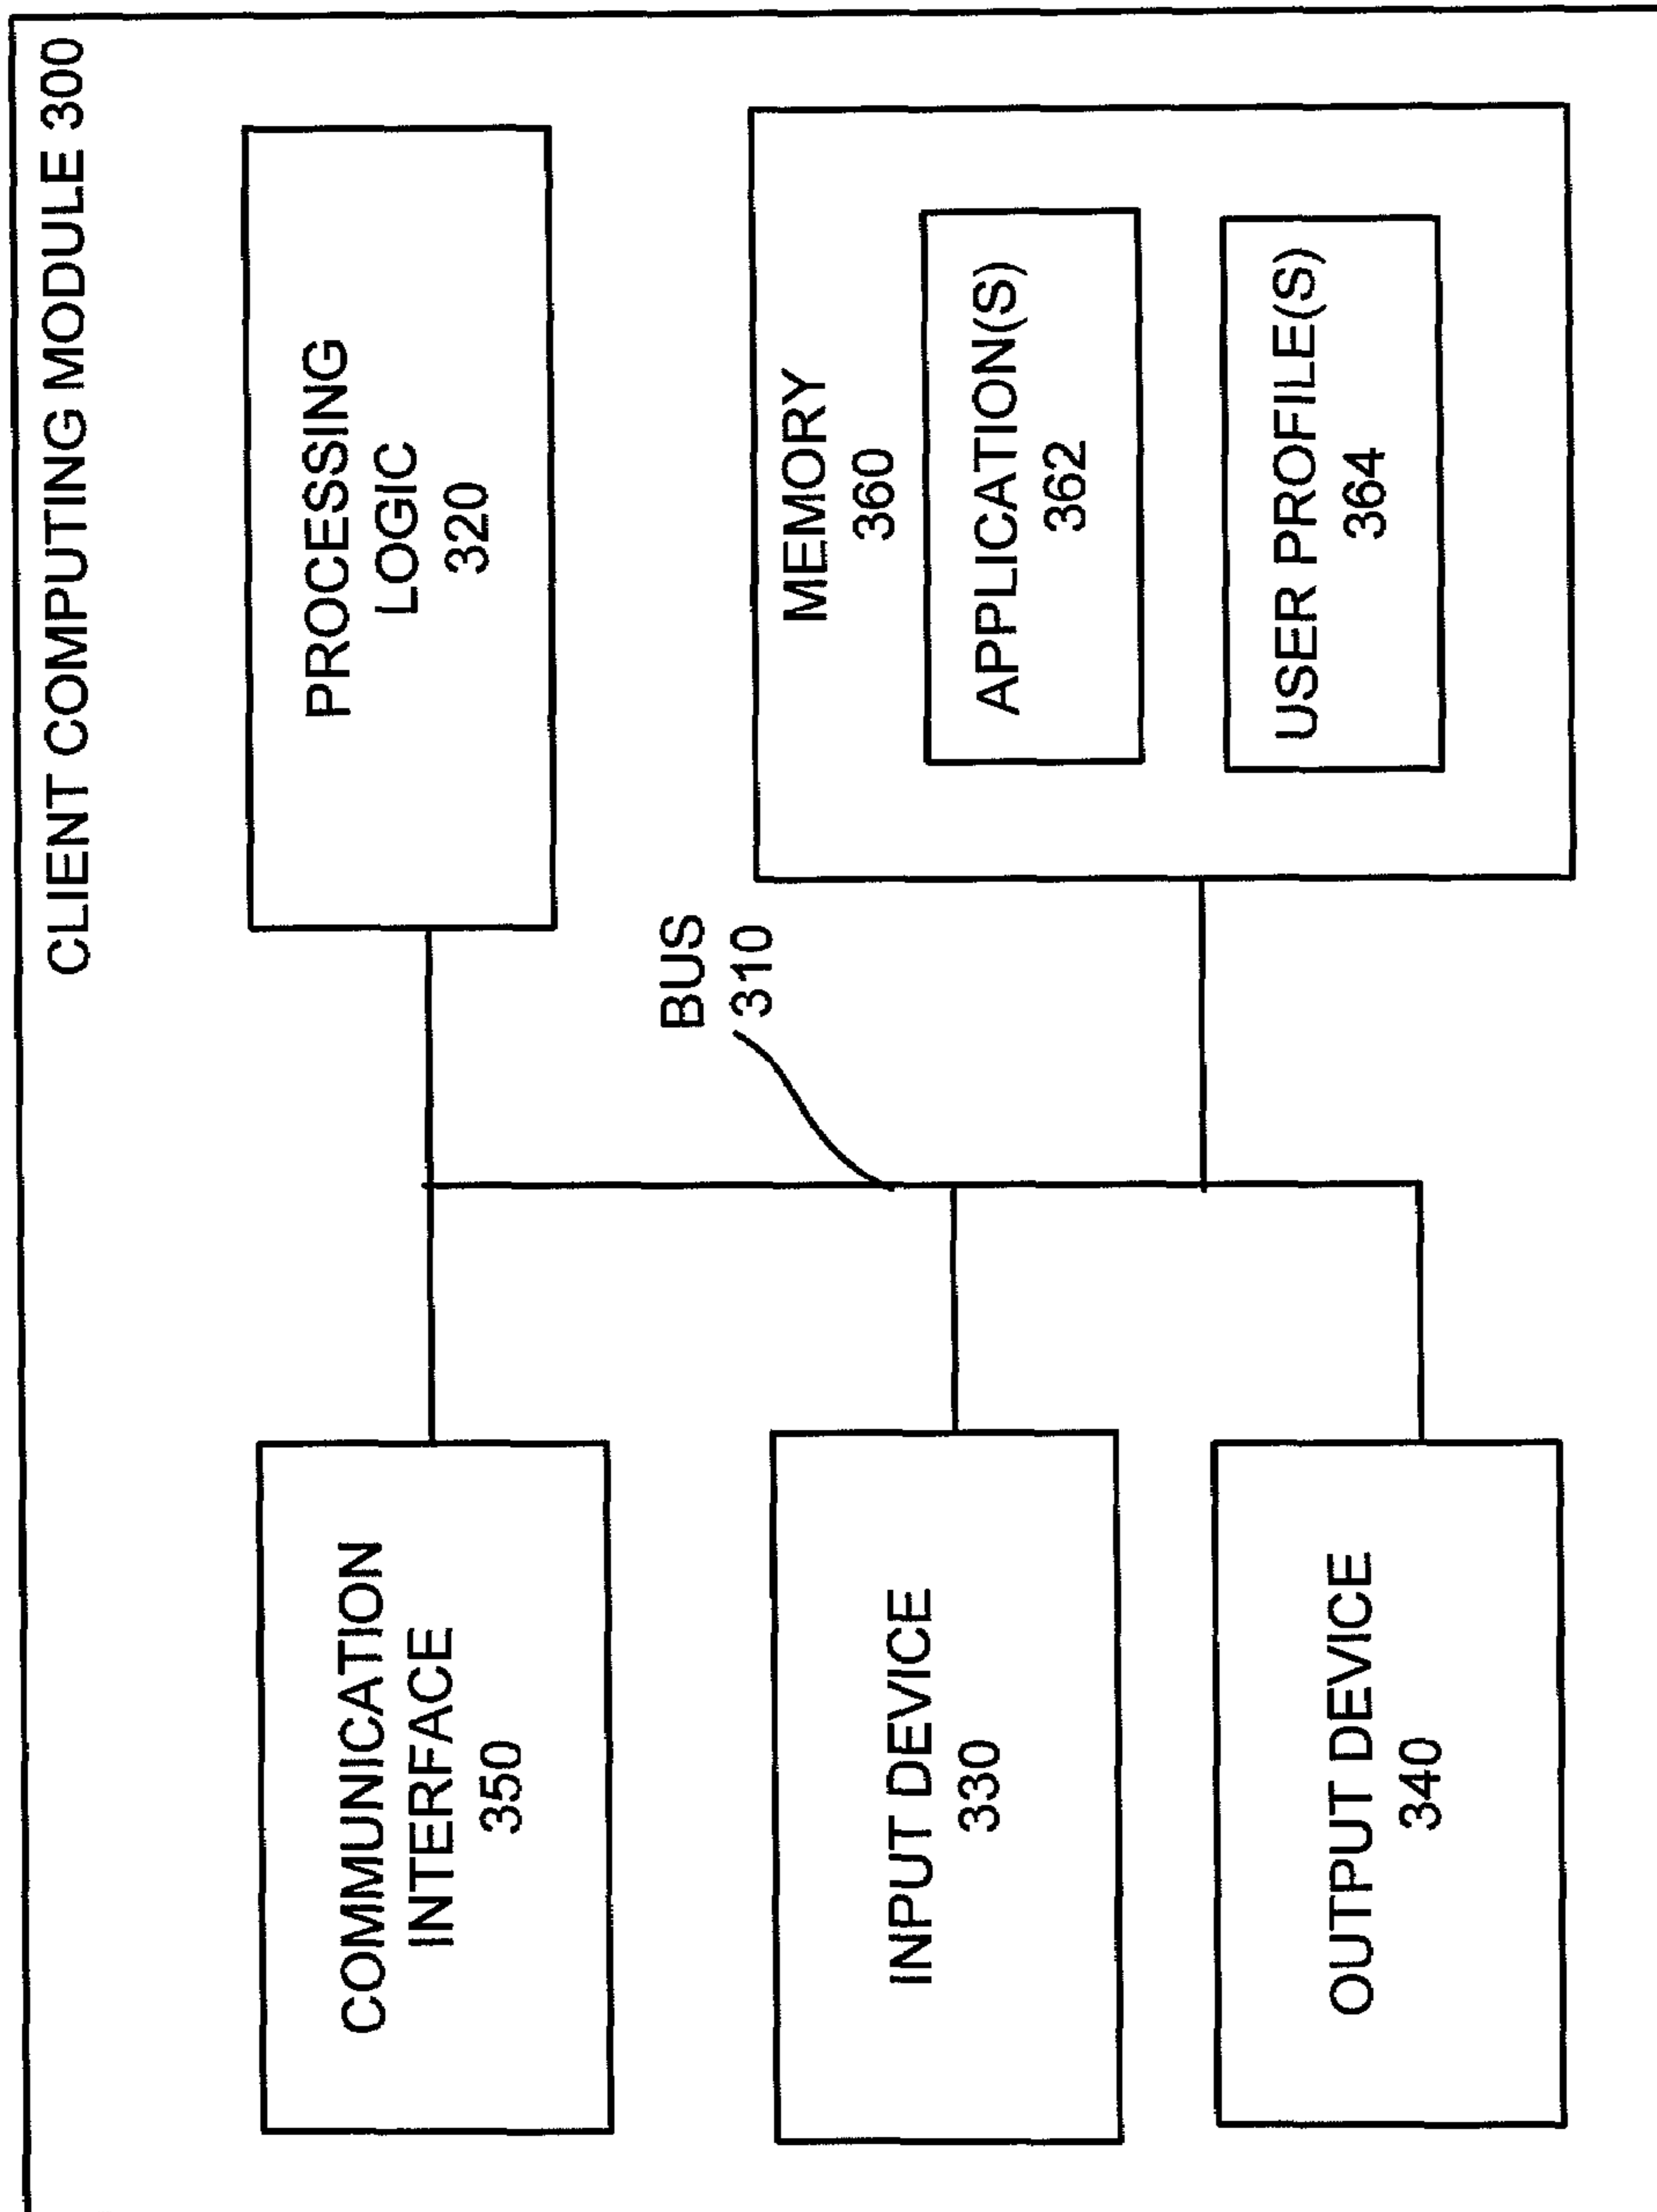 CLIENT COMPUTING MODULE 300
COMMUNICATION
INTERFACE
350
PROCESSING
LOGIC
320
BUS
310
INPUT DEVICE
330
OUTPUT DEVICE
340
MEMORY
360
APPLICATION(S)
362
USER PROFILE(S)
364